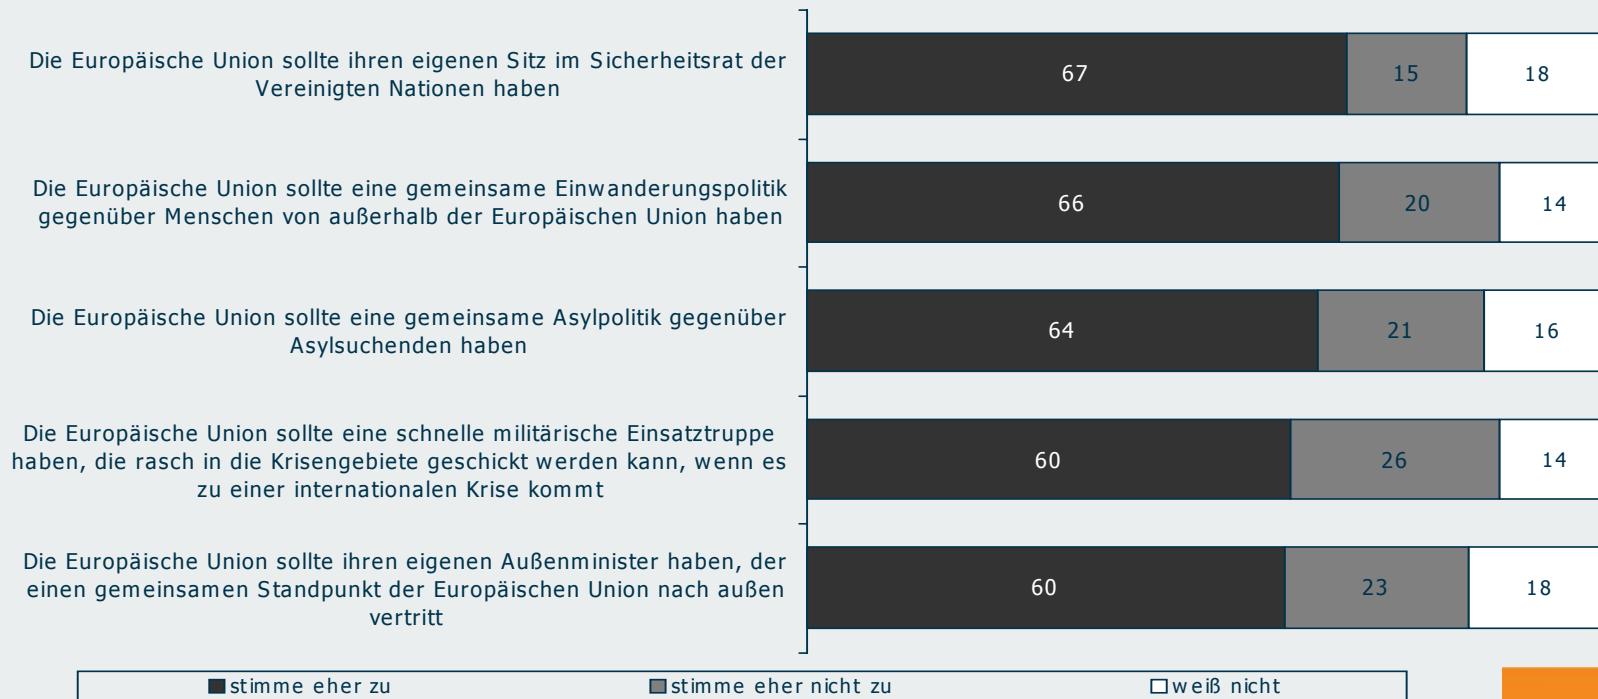 Die Europäische Union sollte ihren eigenen Sitz im Sicherheitsrat der
Vereinigten Nationen haben
67 15 18
Die Europäische Union sollte eine gemeinsame Einwanderungspolitik
gegenüber Menschen von außerhalb der Europäischen Union haben
66 20 14
Die Europäische Union sollte eine gemeinsame Asylpolitik gegenüber
Asylsuchenden haben
64 21 16
Die Europäische Union sollte eine schnelle militärische Einsatztruppe
haben, die rasch in die Krisengebiete geschickt werden kann, wenn es
zu einer internationalen Krise kommt
60 26 14
Die Europäische Union sollte ihren eigenen Außenminister haben, der
einen gemeinsamen Standpunkt der Europäischen Union nach außen
vertritt
60 23 18
stimme eher zu stimme eher nicht zu weiß nicht